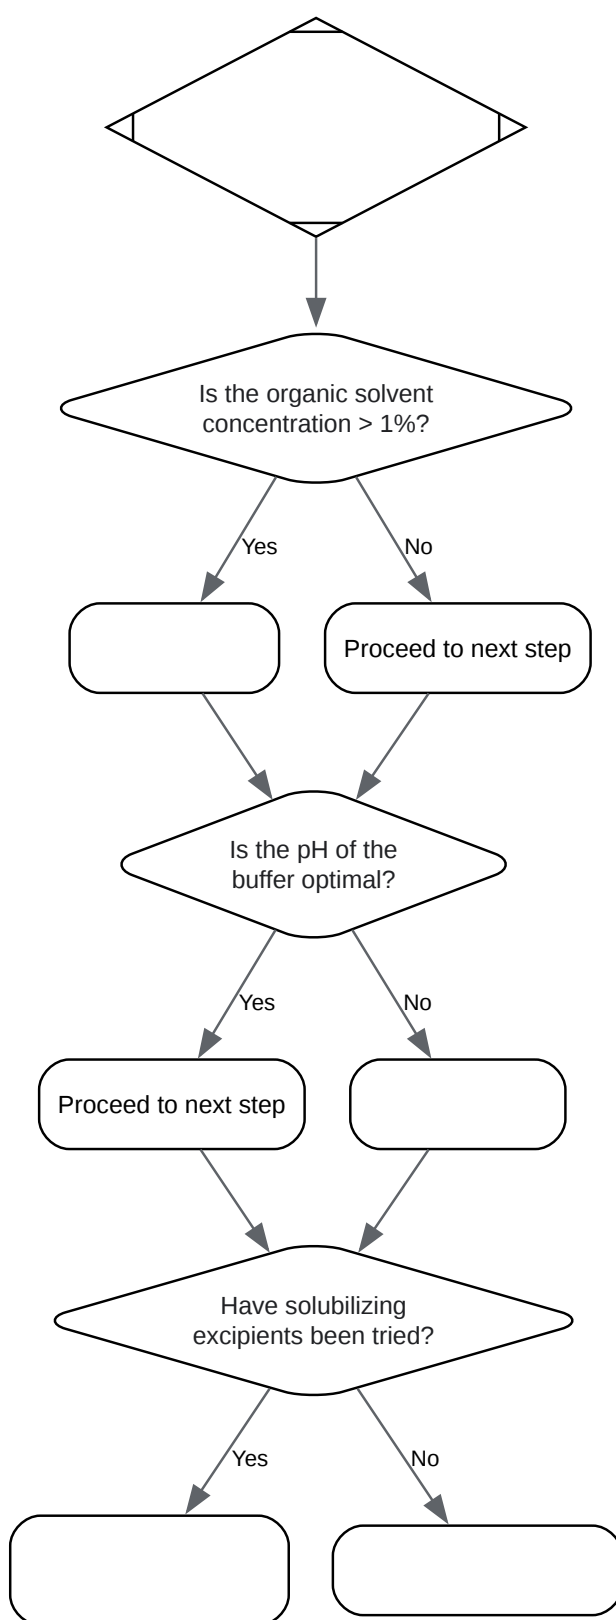 Is the organic solvent
concentration > 1%?
Yes
No
Proceed to next step
Is the pH of the
buffer optimal?
Yes
No
Proceed to next step
Have solubilizing
excipients been tried?
Yes
No